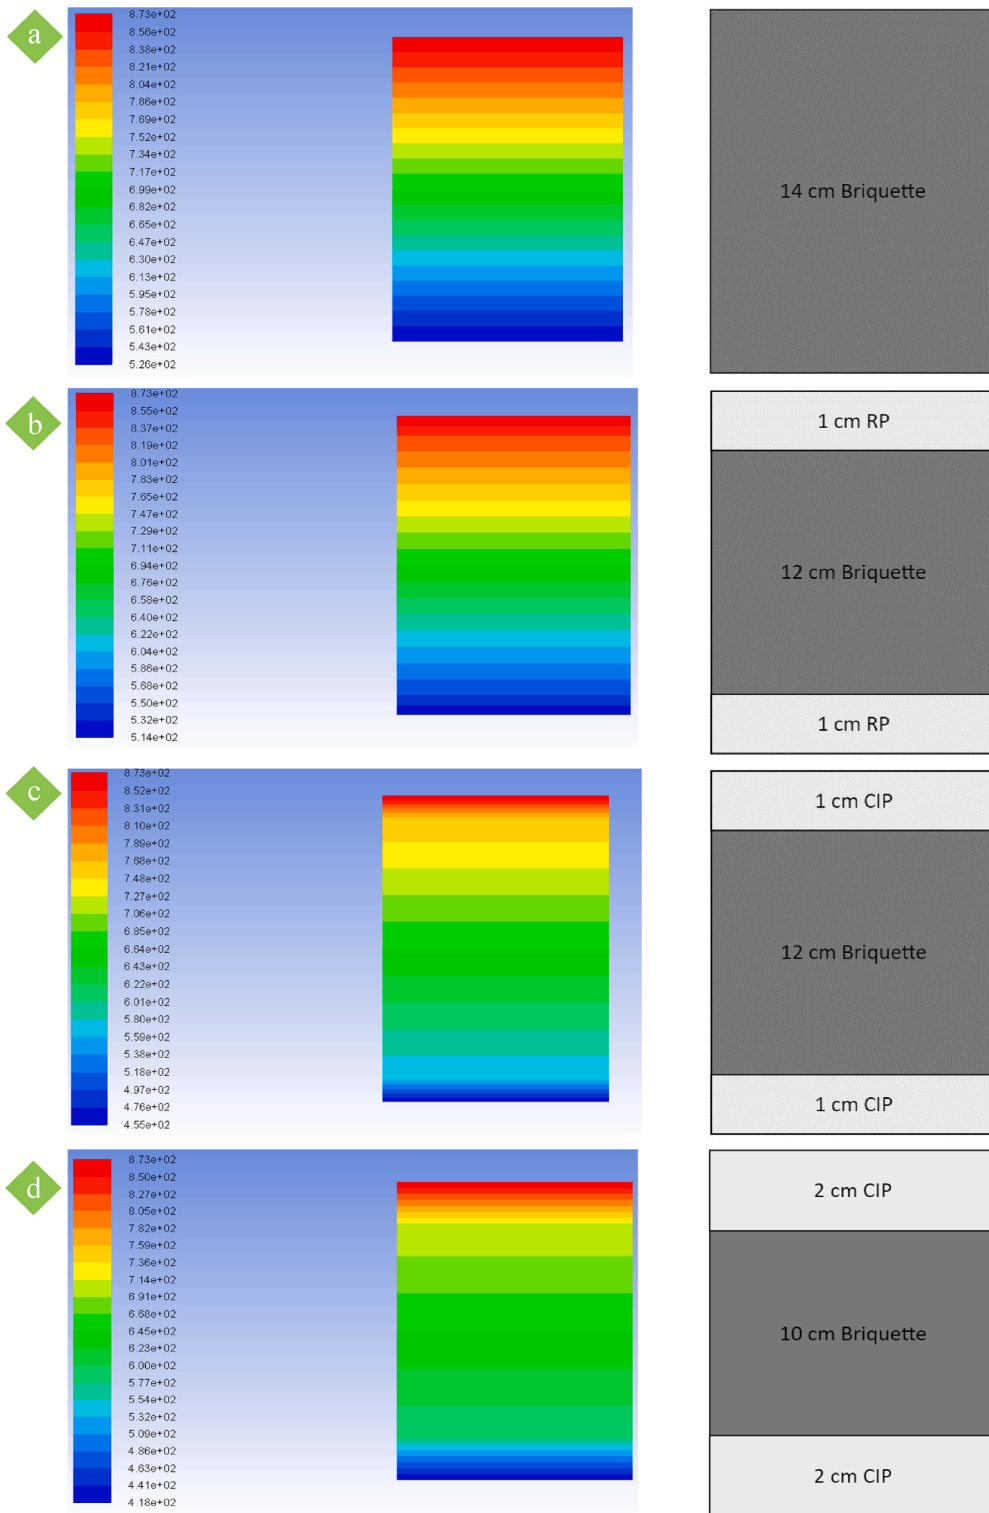 a
8.73e+02
8.56e+02
8.38e+02
8.21e+02
8.04e+02
7.86e+02
7.69e+02
7.52e+02
7.34e+02
7.17e+02
6.99e+02
6.82e+02
6.65e+02
6.47e+02
6.30e+02
6.13e+02
5.95e+02
5.78e+02
5.61e+02
5.43e+02
5.26e+02
14 cm Briquette
b
8.73e+02
8.55e+02
8.37e+02
8.19e+02
8.01e+02
7.83e+02
7.65e+02
7.47e+02
7.29e+02
7.11e+02
6.94e+02
6.76e+02
6.58e+02
6.40e+02
6.22e+02
6.04e+02
5.86e+02
5.68e+02
5.50e+02
5.32e+02
5.14e+02
1 cm RP
12 cm Briquette
1 cm RP
c
8.73e+02
8.52e+02
8.31e+02
8.10e+02
7.89e+02
7.68e+02
7.48e+02
7.27e+02
7.06e+02
6.85e+02
6.64e+02
6.43e+02
6.22e+02
6.01e+02
5.80e+02
5.59e+02
5.38e+02
5.18e+02
4.97e+02
4.76e+02
4.55e+02
1 cm CIP
12 cm Briquette
1 cm CIP
d
8.73e+02
8.50e+02
8.27e+02
8.05e+02
7.82e+02
7.59e+02
7.36e+02
7.14e+02
6.91e+02
6.68e+02
6.45e+02
6.23e+02
6.00e+02
5.77e+02
5.54e+02
5.32e+02
5.09e+02
4.86e+02
4.63e+02
4.41e+02
4.18e+02
2 cm CIP
10 cm Briquette
2 cm CIP